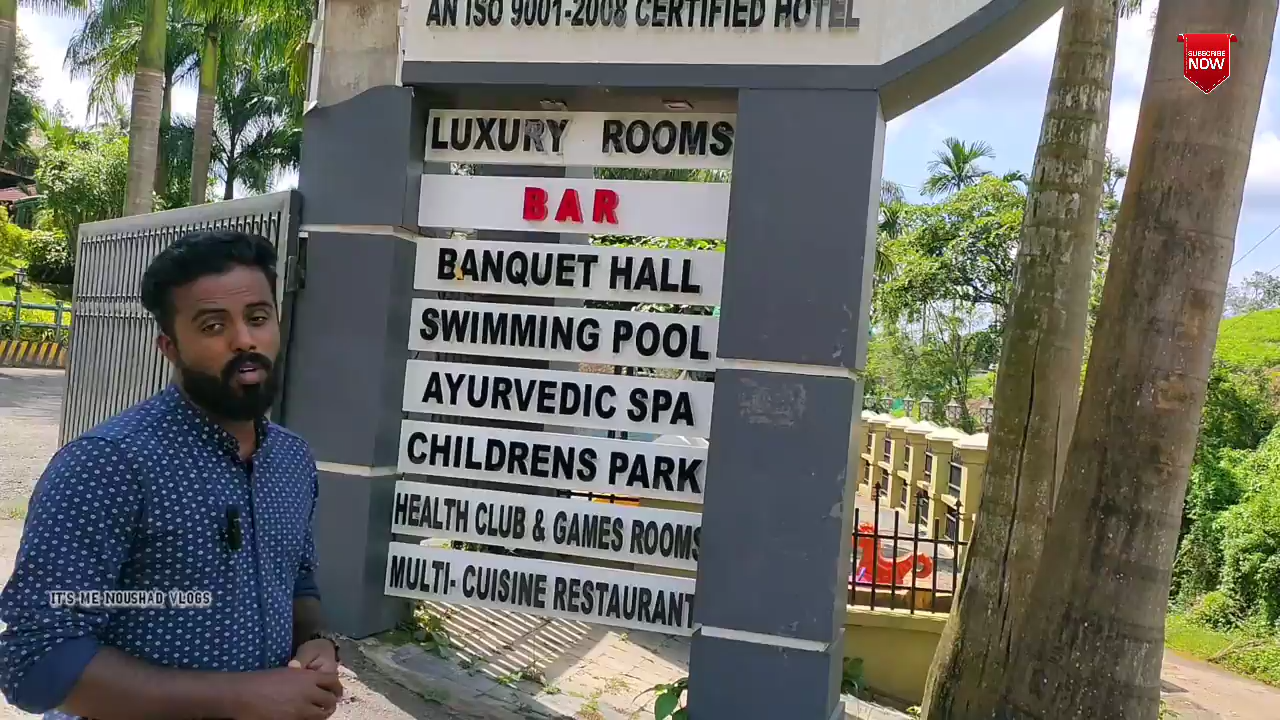 AN ISO 9001-2008 CERTIFIED HOTEL
SUBSCRIBE
NOW
LUXURY ROOMS
BAR
BANQUET HALL
SWIMMING POOL
AYURVEDIC SPA
CHILDRENS PARK
HEALTH CLUB & GAMES ROOMS
MULTI- CUISINE RESTAURANT
IT'S ME NOUSHAD VLOGS